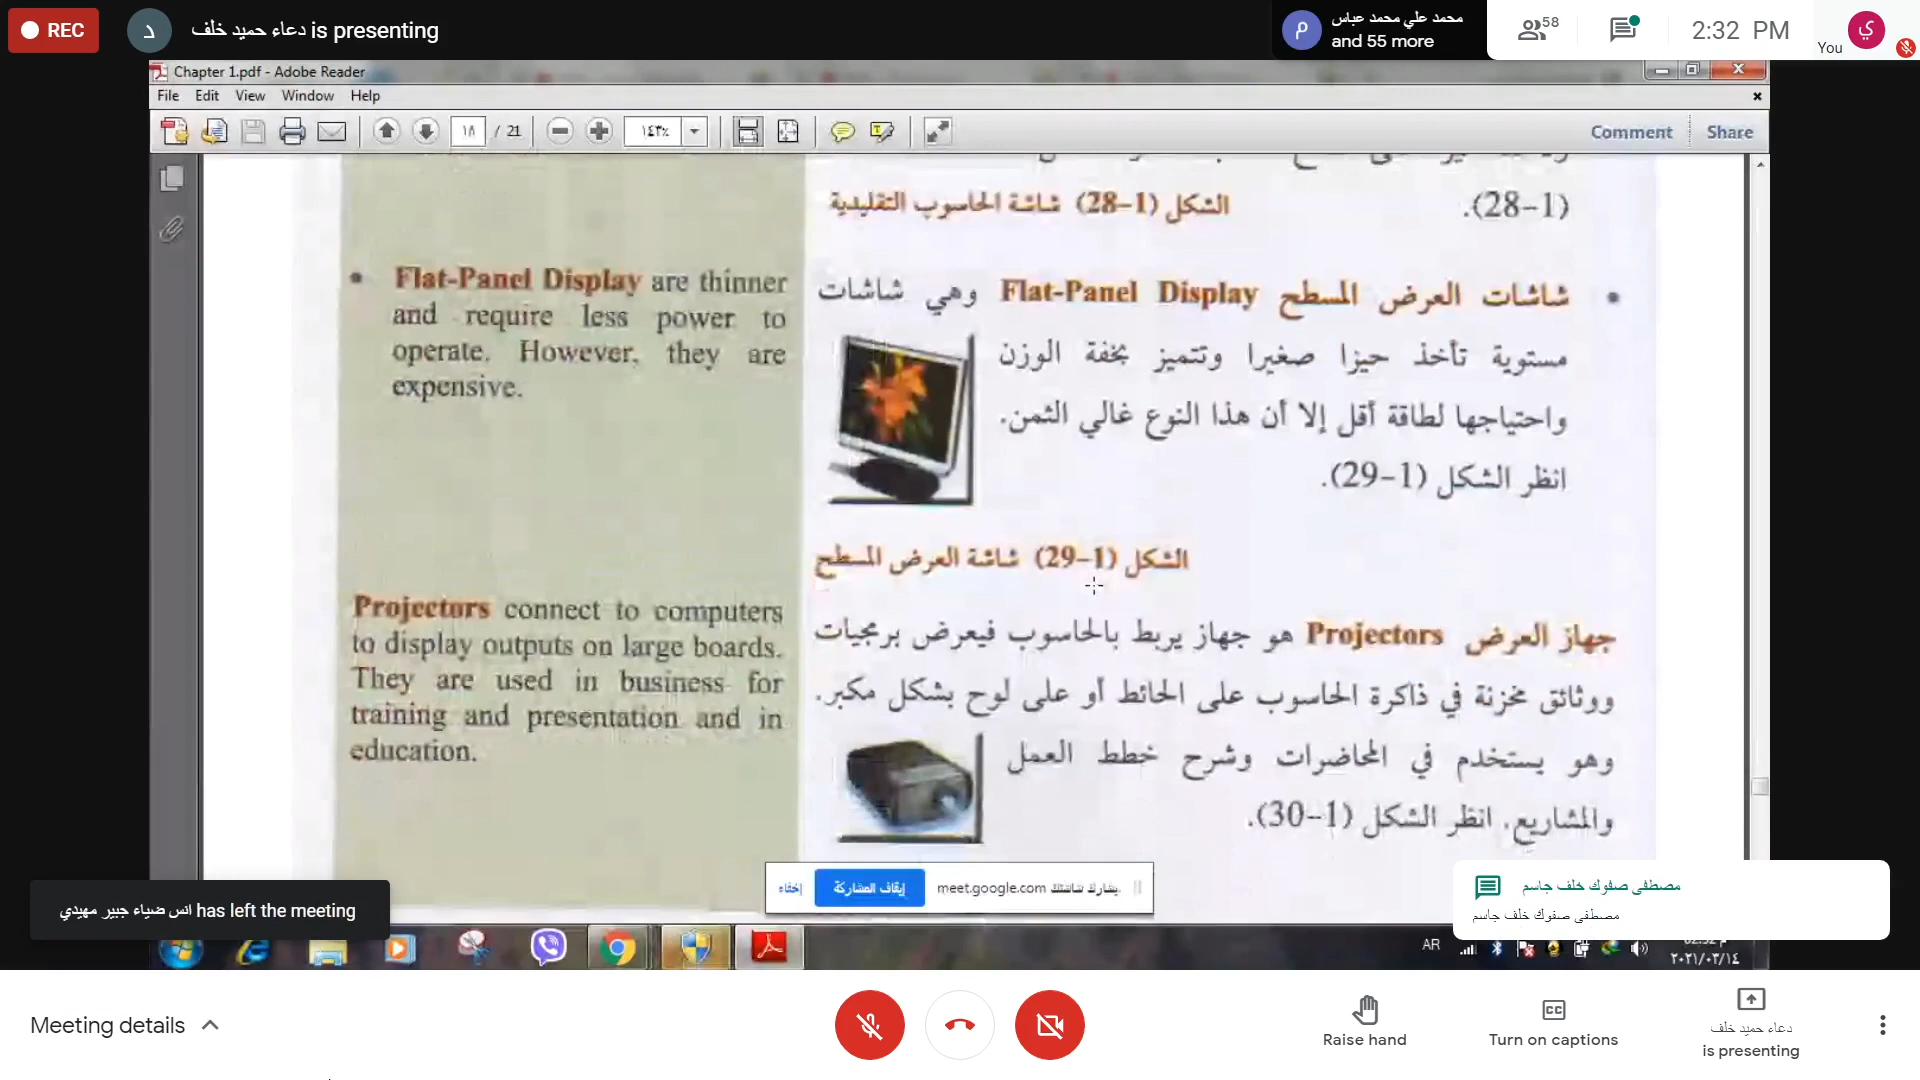 REC
د
دعاء حميد خلف is presenting
م
محمد علي محمد عباس
and 55 more
58
2:32 PM
You
ي
Chapter 1.pdf - Adobe Reader
File Edit View Window Help
١٨ / 21
١٤٣٪
Comment Share
الشكل (1-28) شاشة الحاسوب التقليدية
(1-28).
• Flat-Panel Display are thinner
and require less power to
operate. However, they are
expensive.
• شاشات العرض المسطح Flat-Panel Display وهي شاشات
مستوية تأخذ حيزا صغيرا وتتميز بخفة الوزن
واحتياجها لطاقة أقل إلا أن هذا النوع غالي الثمن.
انظر الشكل (1-29).
الشكل (1-29) شاشة العرض المسطح
Projectors connect to computers
to display outputs on large boards.
They are used in business for
training and presentation and in
education.
جهاز العرض Projectors هو جهاز يربط بالحاسوب فيعرض برمجيات
ووثائق مخزنة في ذاكرة الحاسوب على الحائط أو على لوح بشكل مكبر.
وهو يستخدم في المحاضرات وشرح خطط العمل
والمشاريع. انظر الشكل (1-30).
meet.google.com يشارك شاشتك.
إيقاف المشاركة
إخفاء
مصطفى صفوك خلف جاسم
مصطفى صفوك خلف جاسم
انس ضياء جبير مهيدي has left the meeting
AR
٢٠٢١/٠٣/١٤
Meeting details
Raise hand
Turn on captions
دعاء حميد خلف
is presenting